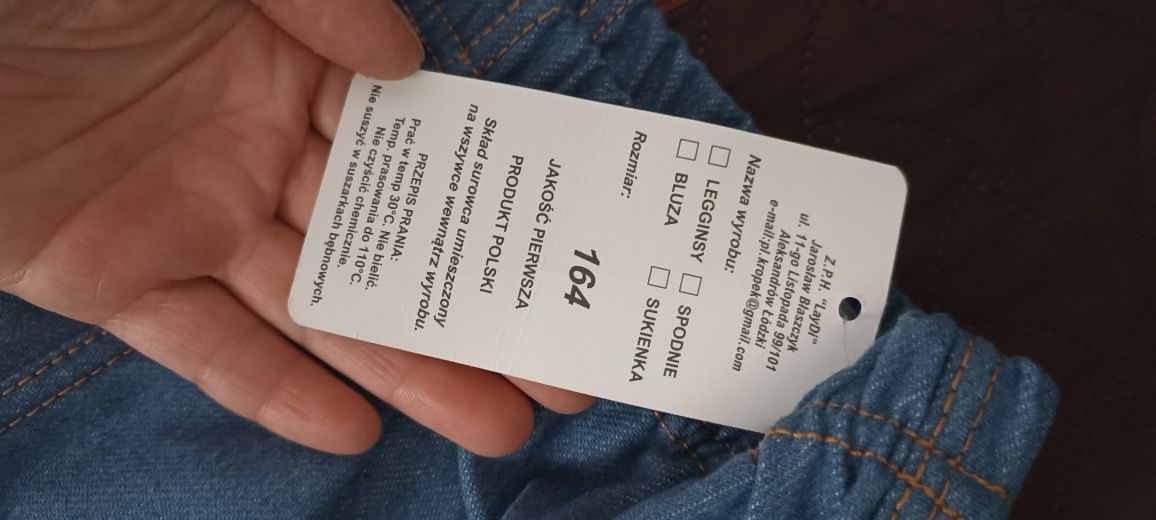 Z.P.H. "LayDi"
Jarosław Błaszczyk
ul. 11-go Listopada 99/101
Aleksandrów Łódzki
e-mail:pl.kropek@gmail.com
Nazwa wyrobu:
LEGGINSY SPODNIE
BLUZA SUKIENKA
Rozmiar:
164
JAKOŚĆ PIERWSZA
PRODUKT POLSKI
Skład surowca umieszczony
na wszywce wewnątrz wyrobu.
PRZEPIS PRANIA:
Prać w temp 30°C. Nie bielić.
Temp. prasowania do 110°C.
Nie czyścić chemicznie.
Nie suszyć w suszarkach bębnowych.